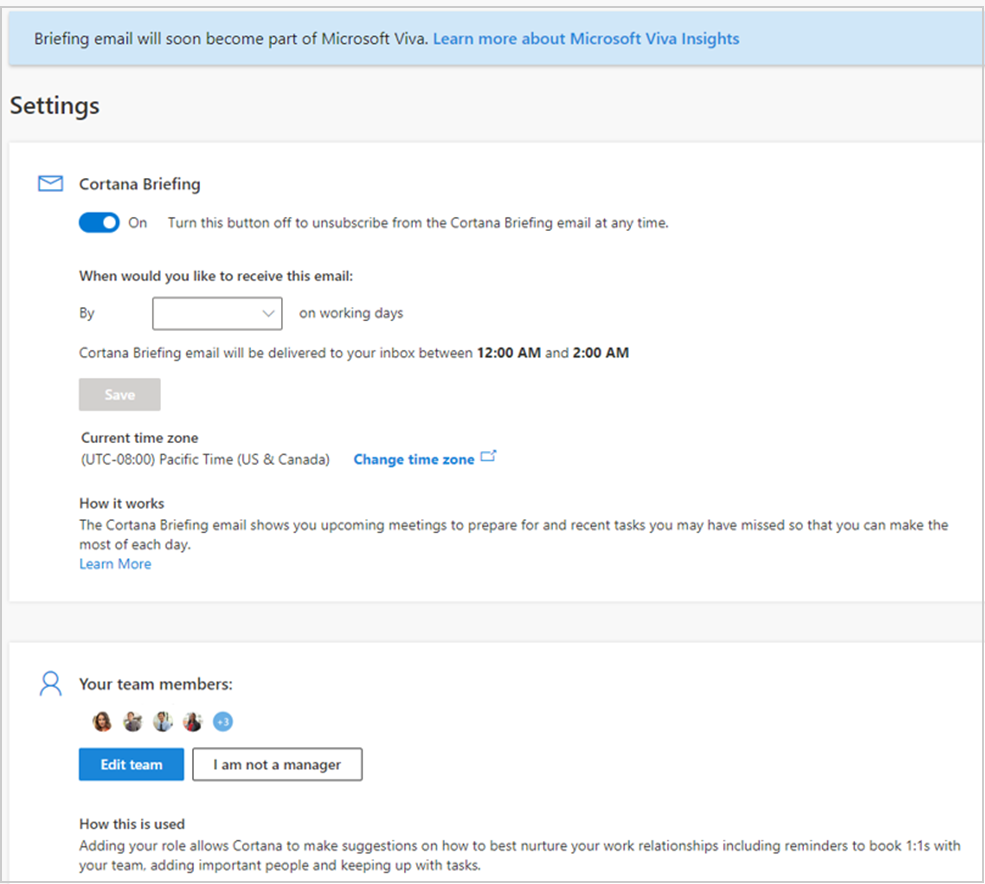 Briefing email will soon become part of Microsoft Viva. Learn more about Microsoft Viva Insights
Settings
Cortana Briefing
On Turn this button off to unsubscribe from the Cortana Briefing email at any time.
When would you like to receive this email:
By on working days
Cortana Briefing email will be delivered to your inbox between 12:00 AM and 2:00 AM
Save
Current time zone
(UTC-08:00) Pacific Time (US & Canada) Change time zone
How it works
The Cortana Briefing email shows you upcoming meetings to prepare for and recent tasks you may have missed so that you can make the
most of each day.
Learn More
Your team members:
+3
Edit team I am not a manager
How this is used
Adding your role allows Cortana to make suggestions on how to best nurture your work relationships including reminders to book 1:1s with
your team, adding important people and keeping up with tasks.